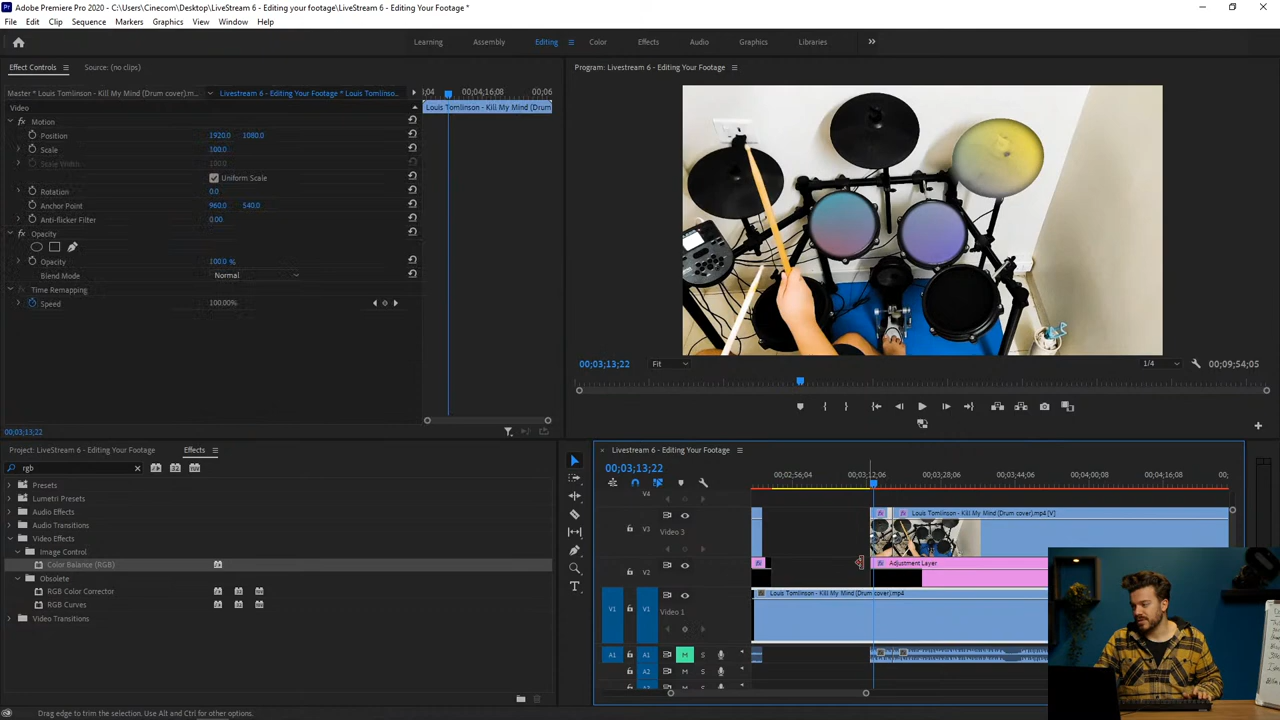 Adobe Premiere Pro 2020 - C:\Users\Cinecom\Desktop\LiveStream 6 - Editing your footage\LiveStream 6 - Editing Your Footage *
File Edit Clip Sequence Markers Graphics View Window Help
Learning Assembly Editing Color Effects Audio Graphics Libraries
Effect Controls Source: (no clips)
Program: Livestream 6 - Editing Your Footage
Master * Louis Tomlinson - Kill My Mind (Drum cover).m... Livestream 6 - Editing Your Footage * Louis Tomlinso...
;04 00;04;16;08 00;06
Video
Louis Tomlinson - Kill My Mind (Drum
fx Motion
Position 1920.0 1080.0
Scale 100.0
Scale Width 100.0
Uniform Scale
Rotation 0.0
Anchor Point 960.0 540.0
Anti-flicker Filter 0.00
fx Opacity
Opacity 100.0 %
Blend Mode Normal
Time Remapping
Speed 100.00%
00;03;13;22 Fit 1/4 00;09;54;05
00;03;13;22
Project: LiveStream 6 - Editing Your Footage Effects
rgb
Presets
Lumetri Presets
Audio Effects
Audio Transitions
Video Effects
Image Control
Color Balance (RGB)
Obsolete
RGB Color Corrector
RGB Curves
Video Transitions
Livestream 6 - Editing Your Footage
00;03;13;22
00;02;56;04 00;03;12;06 00;03;28;06 00;03;44;06 00;04;00;08 00;04;16;08
V4
V3 Video 3
Louis Tomlinson - Kill My Mind (Drum cover).mp4 [V]
V2
Adjustment Layer
V1 V1 Video 1
Louis Tomlinson - Kill My Mind (Drum cover).mp4
A1 A1 M S
A2 M S
Drag edge to trim the selection. Use Alt and Ctrl for other options.